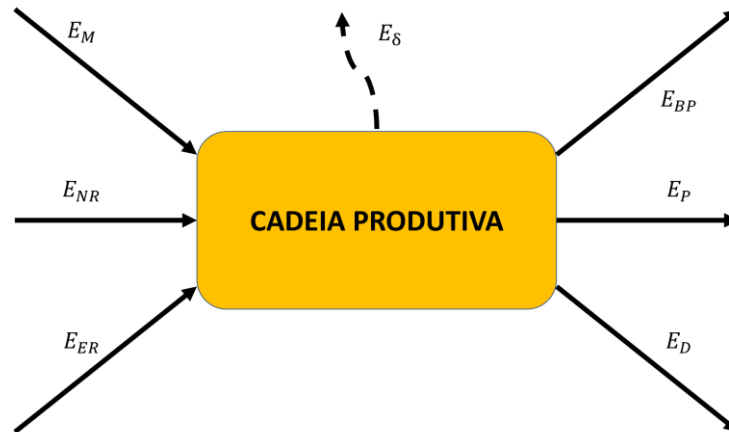 E_M
E_δ
E_BP
E_NR
CADEIA PRODUTIVA
E_P
E_ER
E_D